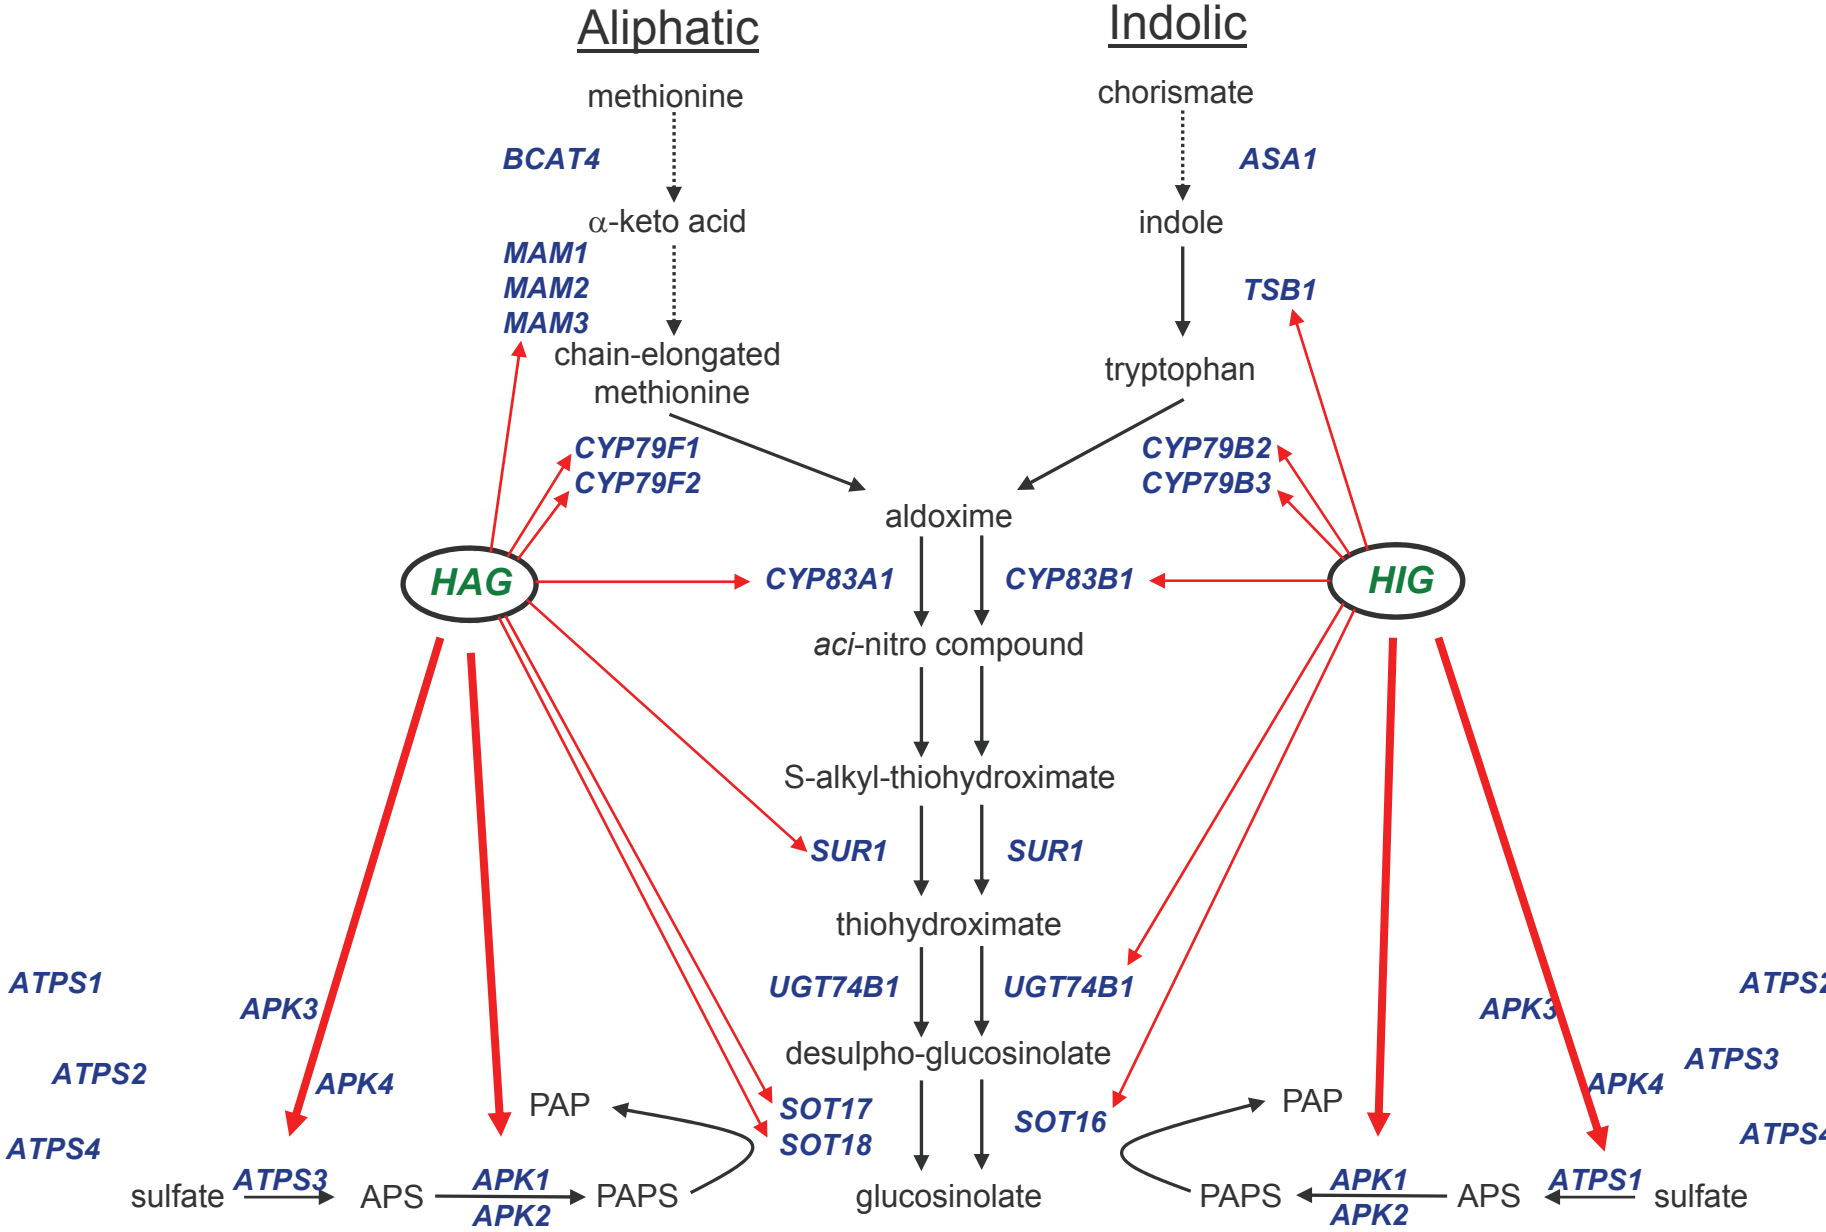 Aliphatic
Indolic
methionine
chorismate
BCAT4
ASA1
α-keto acid
indole
MAM1
MAM2
MAM3
TSB1
chain-elongated
methionine
tryptophan
CYP79F1
CYP79F2
CYP79B2
CYP79B3
aldoxime
HAG
CYP83A1
CYP83B1
HIG
aci-nitro compound
S-alkyl-thiohydroximate
SUR1
SUR1
thiohydroximate
ATPS1
APK3
UGT74B1
UGT74B1
APK3
ATPS2
desulpho-glucosinolate
ATPS2
APK4
ATPS3
APK4
PAP
SOT17
SOT18
SOT16
PAP
ATPS4
ATPS4
sulfate
ATPS3
APS
APK1
APK2
PAPS
glucosinolate
PAPS
APK1
APK2
APS
ATPS1
sulfate